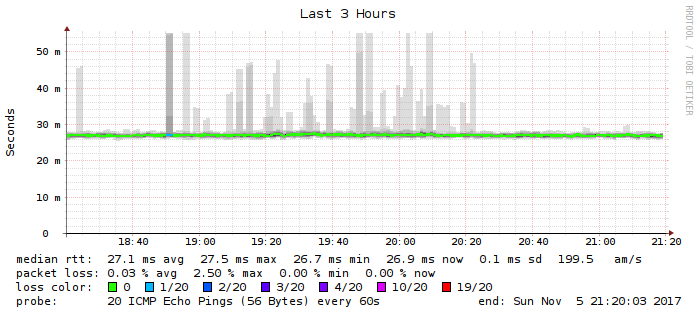 Last 3 Hours
RRDTOOL / TOBI OETIKER
Seconds
50 m
40 m
30 m
20 m
10 m
0
18:40 19:00 19:20 19:40 20:00 20:20 20:40 21:00 21:20
median rtt: 27.1 ms avg 27.5 ms max 26.7 ms min 26.9 ms now 0.1 ms sd 199.5 am/s
packet loss: 0.03 % avg 2.50 % max 0.00 % min 0.00 % now
loss color: 0 1/20 2/20 3/20 4/20 10/20 19/20
probe: 20 ICMP Echo Pings (56 Bytes) every 60s end: Sun Nov 5 21:20:03 2017